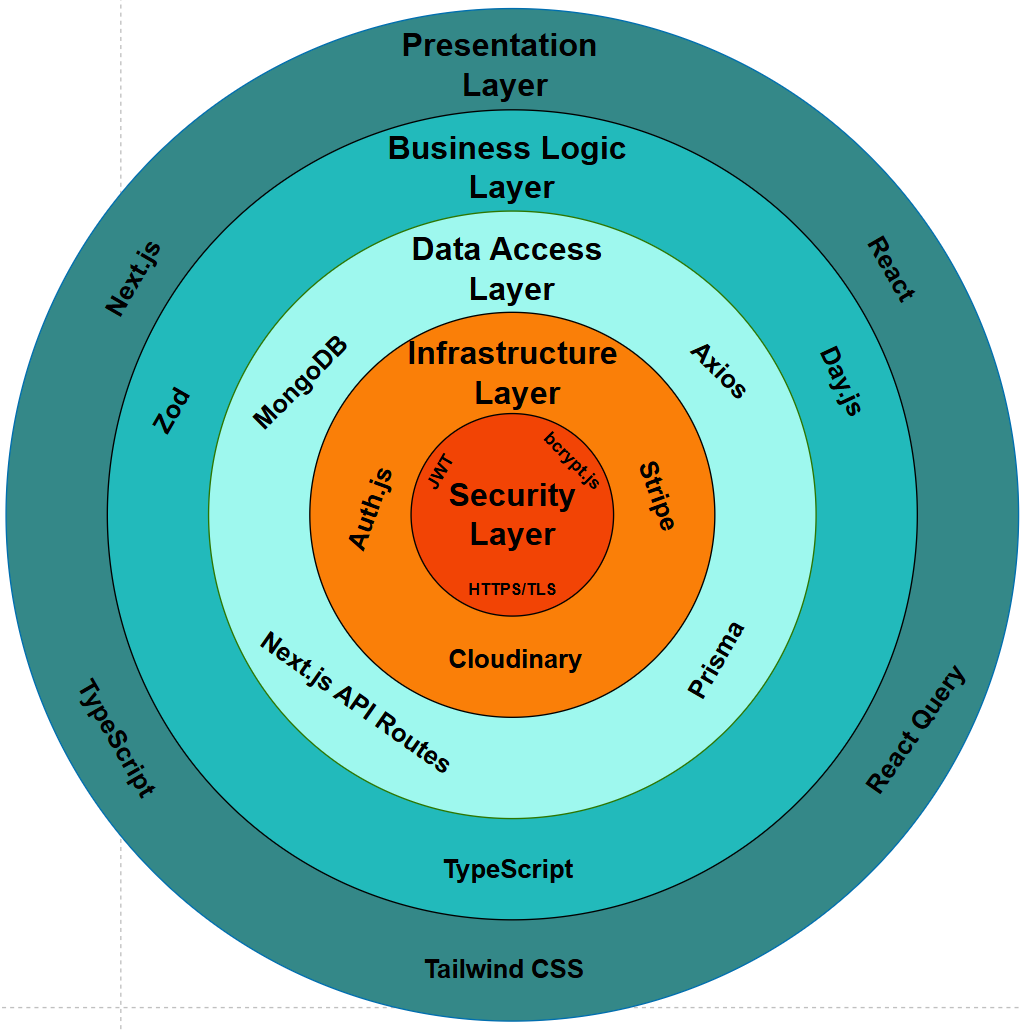 Presentation
Layer
Business Logic
Layer
Data Access
Layer
Infrastructure
Layer
Security
Layer
Next.js
React
TypeScript
React Query
Tailwind CSS
Zod
Day.js
TypeScript
MongoDB
Axios
Next.js API Routes
Prisma
Auth.js
Stripe
Cloudinary
JWT
bcrypt.js
HTTPS/TLS